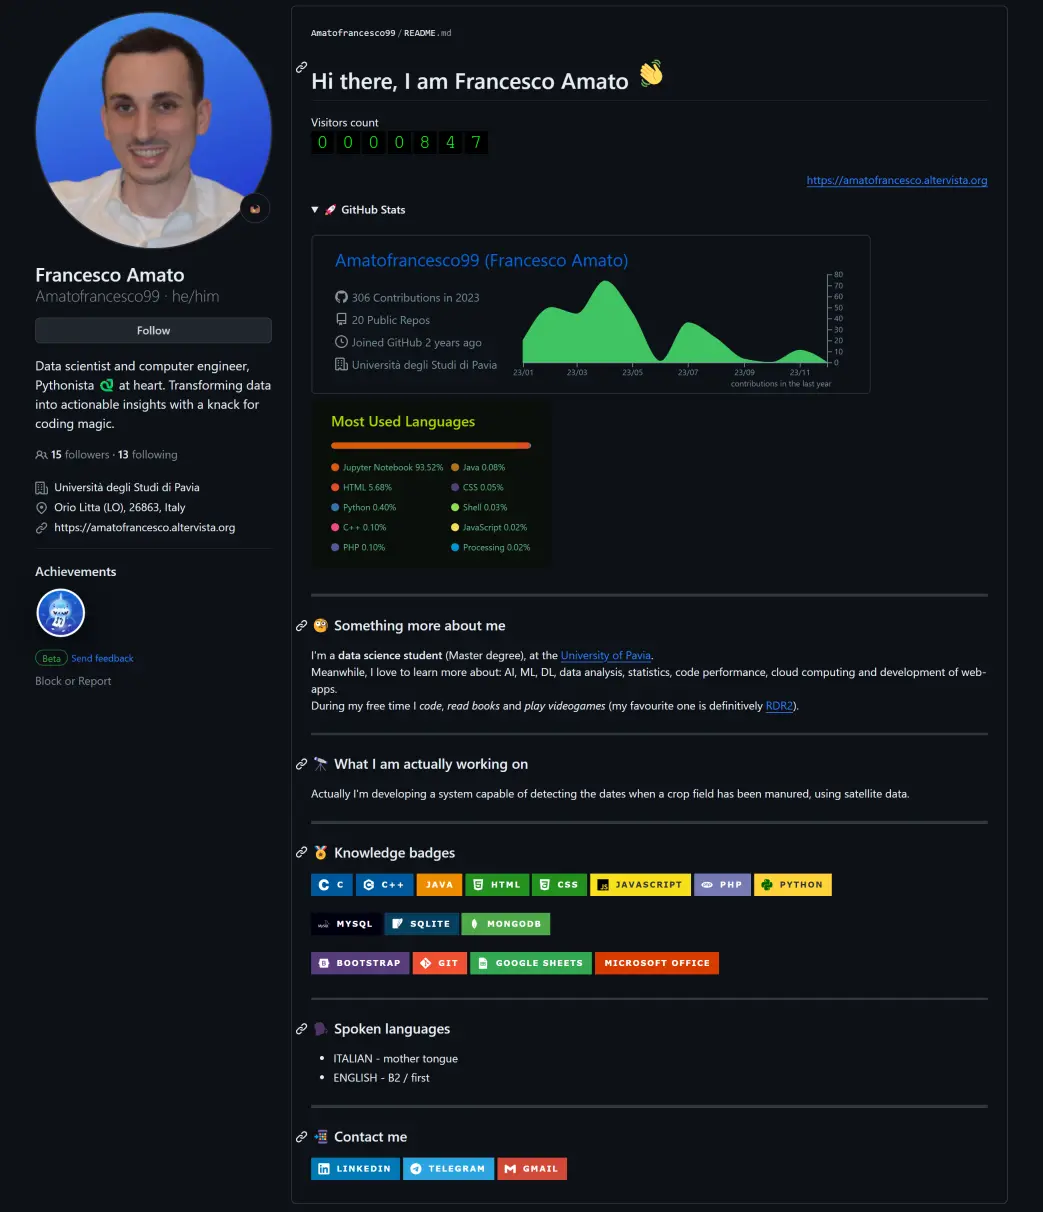 Francesco Amato
Amatofrancesco99 · he/him
Follow
Data scientist and computer engineer,
Pythonista at heart. Transforming data
into actionable insights with a knack for
coding magic.
15 followers · 13 following
Università degli Studi di Pavia
Orio Litta (LO), 26863, Italy
https://amatofrancesco.altervista.org
Achievements
Beta Send feedback
Block or Report
Amatofrancesco99/README.md
Hi there, I am Francesco Amato 👋
Visitors count
0 0 0 0 8 4 7
https://amatofrancesco.altervista.org
▼ 🚀 GitHub Stats
Amatofrancesco99 (Francesco Amato)
306 Contributions in 2023
20 Public Repos
Joined GitHub 2 years ago
Università degli Studi di Pavia
80
70
60
50
40
30
20
10
0
23/01 23/03 23/05 23/07 23/09 23/11
contributions in the last year
Most Used Languages
Jupyter Notebook 93.52% Java 0.08%
HTML 5.68% CSS 0.05%
Python 0.40% Shell 0.03%
C++ 0.10% JavaScript 0.02%
PHP 0.10% Processing 0.02%
🧐 Something more about me
I'm a data science student (Master degree), at the University of Pavia.
Meanwhile, I love to learn more about: AI, ML, DL, data analysis, statistics, code performance, cloud computing and development of web-
apps.
During my free time I code, read books and play videogames (my favourite one is definitively RDR2).
🔭 What I am actually working on
Actually I'm developing a system capable of detecting the dates when a crop field has been manured, using satellite data.
🏅 Knowledge badges
C C++ JAVA HTML CSS JAVASCRIPT PHP PYTHON
MYSQL SQLITE MONGODB
BOOTSTRAP GIT GOOGLE SHEETS MICROSOFT OFFICE
🗣 Spoken languages
• ITALIAN - mother tongue
• ENGLISH - B2 / first
📲 Contact me
LINKEDIN TELEGRAM GMAIL